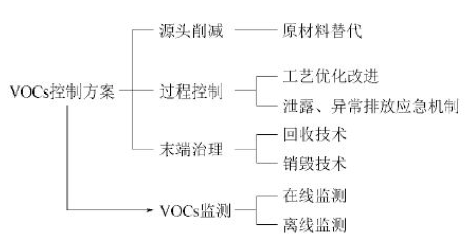 源头削减
原材料替代
VOCs控制方案
过程控制
工艺优化改进
泄露、异常排放应急机制
末端治理
回收技术
销毁技术
VOCs监测
在线监测
离线监测